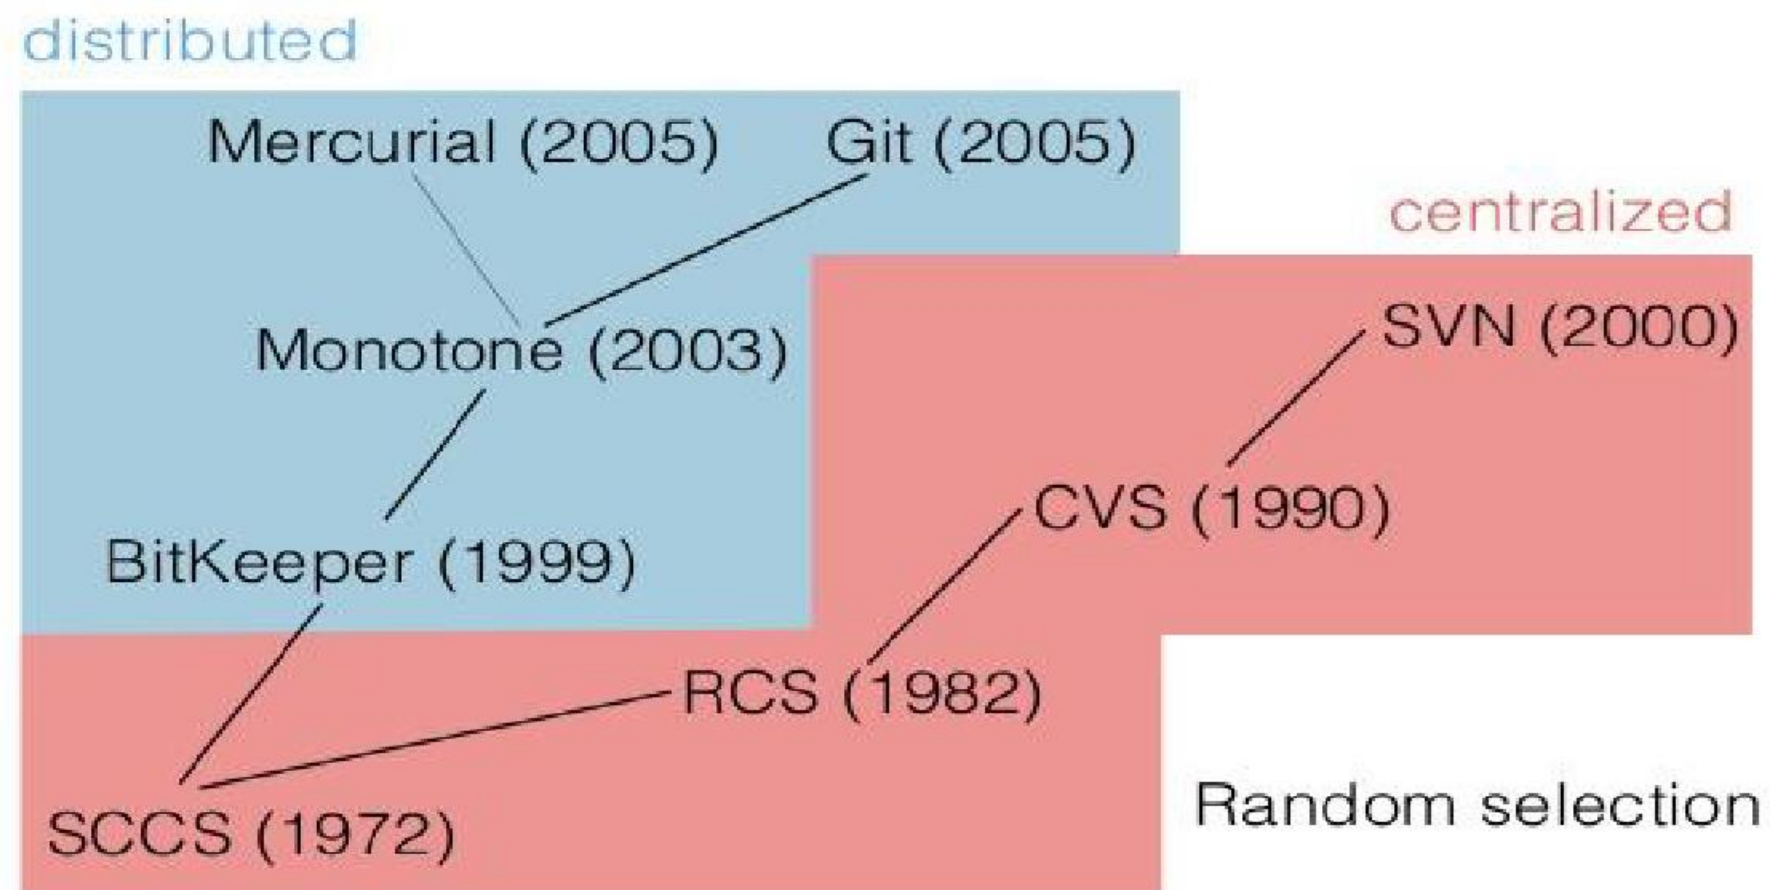 distributed
Mercurial (2005)
Git (2005)
centralized
SVN (2000)
Monotone (2003)
CVS (1990)
BitKeeper (1999)
RCS (1982)
Random selection
SCCS (1972)